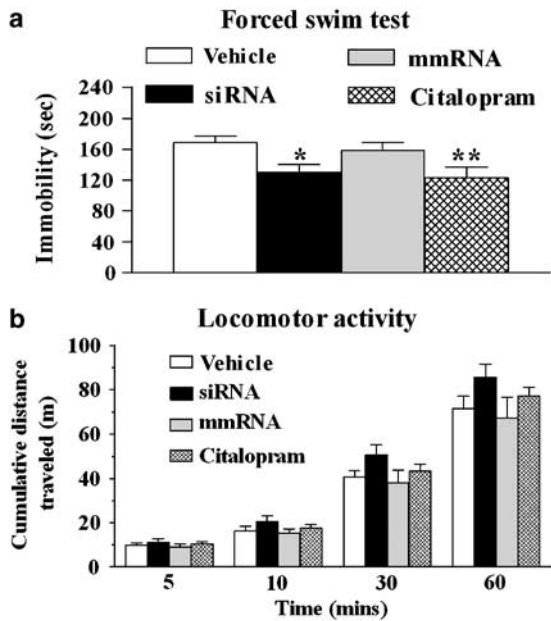 a
Forced swim test
Vehicle
mmRNA
siRNA
Citalopram
Immobility (sec)
240
200
160
120
80
40
0
*
**
b
Locomotor activity
Vehicle
siRNA
mmRNA
Citalopram
Cumulative distance
traveled (m)
100
80
60
40
20
0
5 10 30 60
Time (mins)